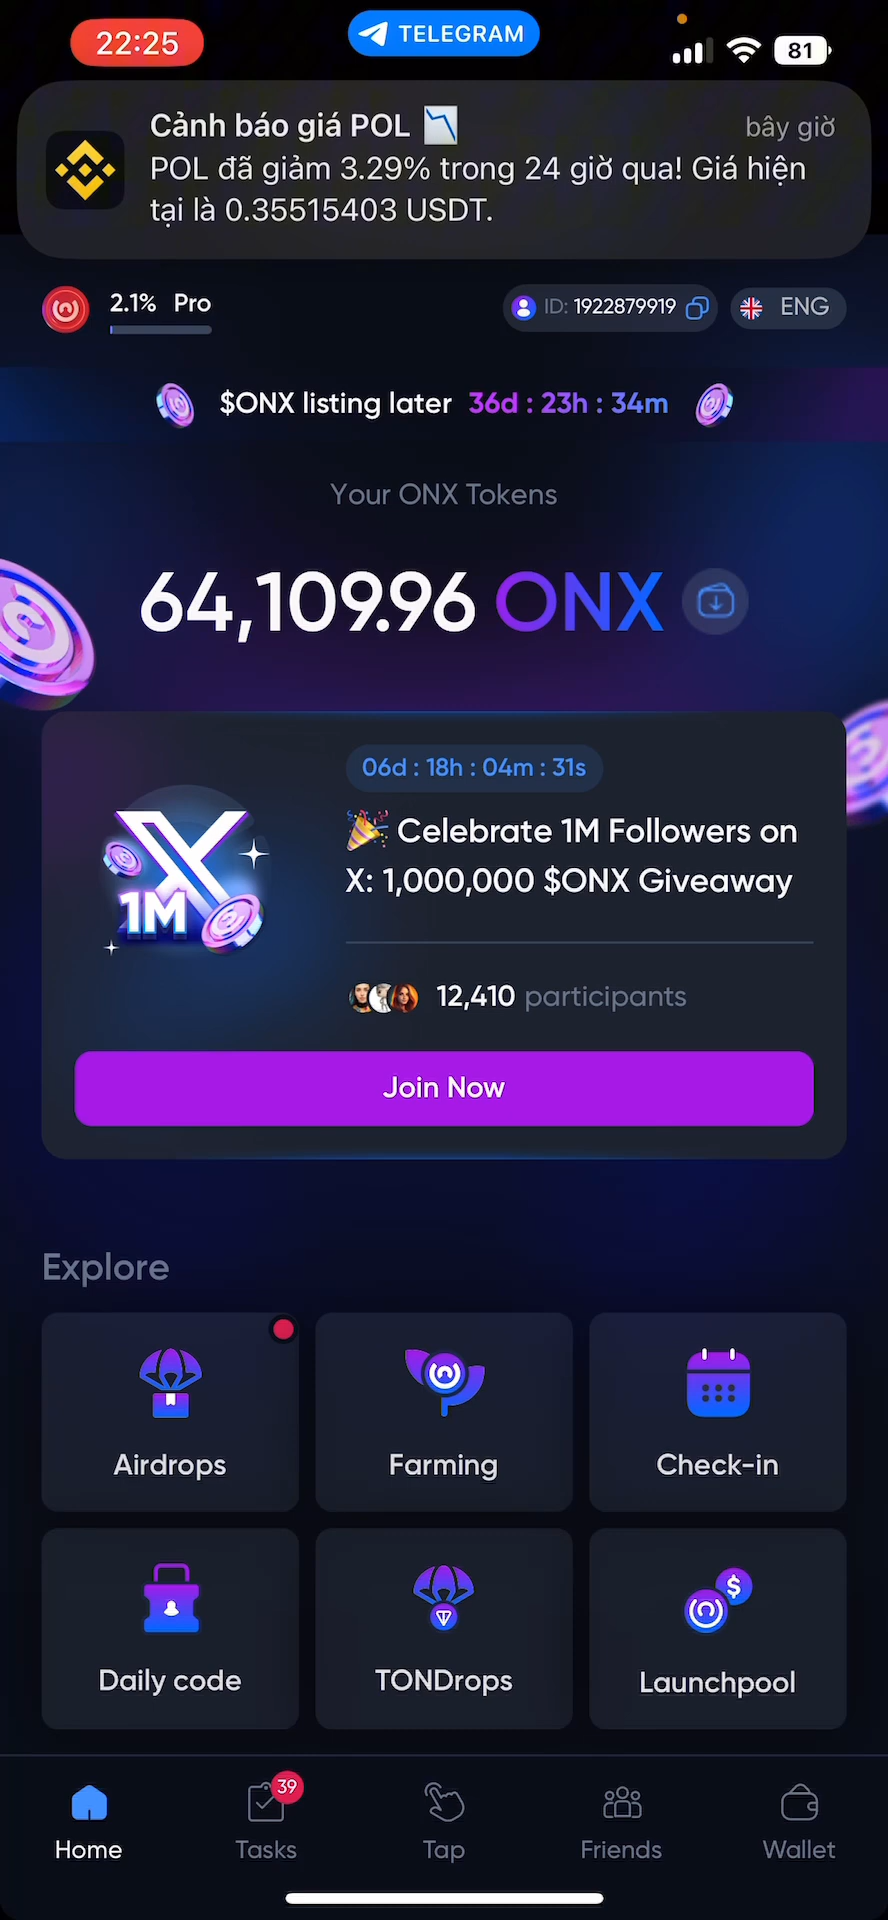 22:25
TELEGRAM
81
Cảnh báo giá POL
bây giờ
POL đã giảm 3.29% trong 24 giờ qua! Giá hiện
tại là 0.35515403 USDT.
2.1% Pro
ID: 1922879919
ENG
$ONX listing later 36d : 23h : 34m
Your ONX Tokens
64,109.96 ONX
06d : 18h : 04m : 31s
🎉 Celebrate 1M Followers on
X: 1,000,000 $ONX Giveaway
X
1M
12,410 participants
Join Now
Explore
Airdrops
Farming
Check-in
$
Daily code
TONDrops
Launchpool
39
Home
Tasks
Tap
Friends
Wallet